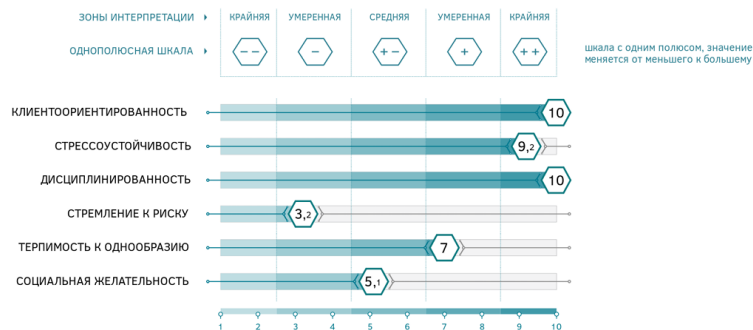 ЗОНЫ ИНТЕРПРЕТАЦИИ КРАЙНЯЯ УМЕРЕННАЯ СРЕДНЯЯ УМЕРЕННАЯ КРАЙНЯЯ
ОДНОПОЛЮСНАЯ ШКАЛА -- - +- + ++
шкала с одним полюсом, значение
меняется от меньшего к большему
КЛИЕНТООРИЕНТИРОВАННОСТЬ 10
СТРЕССОУСТОЙЧИВОСТЬ 9,2
ДИСЦИПЛИНИРОВАННОСТЬ 10
СТРЕМЛЕНИЕ К РИСКУ 3,2
ТЕРПИМОСТЬ К ОДНООБРАЗИЮ 7
СОЦИАЛЬНАЯ ЖЕЛАТЕЛЬНОСТЬ 5,1
1 2 3 4 5 6 7 8 9 10